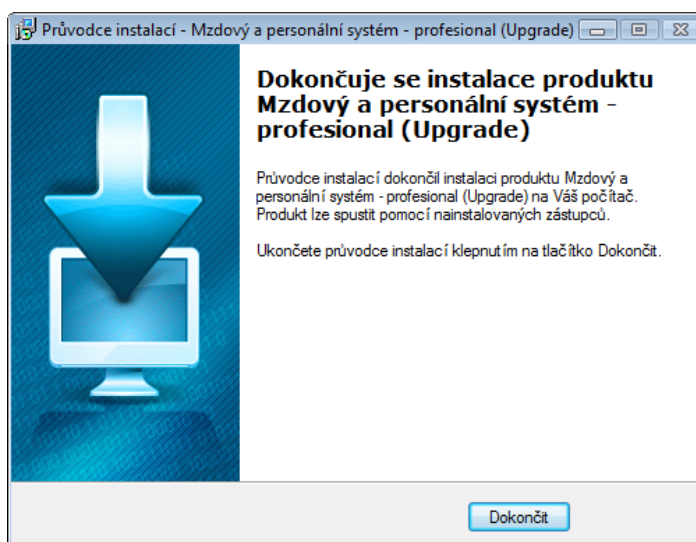 Průvodce instalací - Mzdový a personální systém - profesional (Upgrade)
Dokončuje se instalace produktu
Mzdový a personální systém -
profesional (Upgrade)
Průvodce instalací dokončil instalaci produktu Mzdový a
personální systém - profesional (Upgrade) na Váš počítač.
Produkt lze spustit pomocí nainstalovaných zástupců.
Ukončete průvodce instalací klepnutím na tlačítko Dokončit.
Dokončit